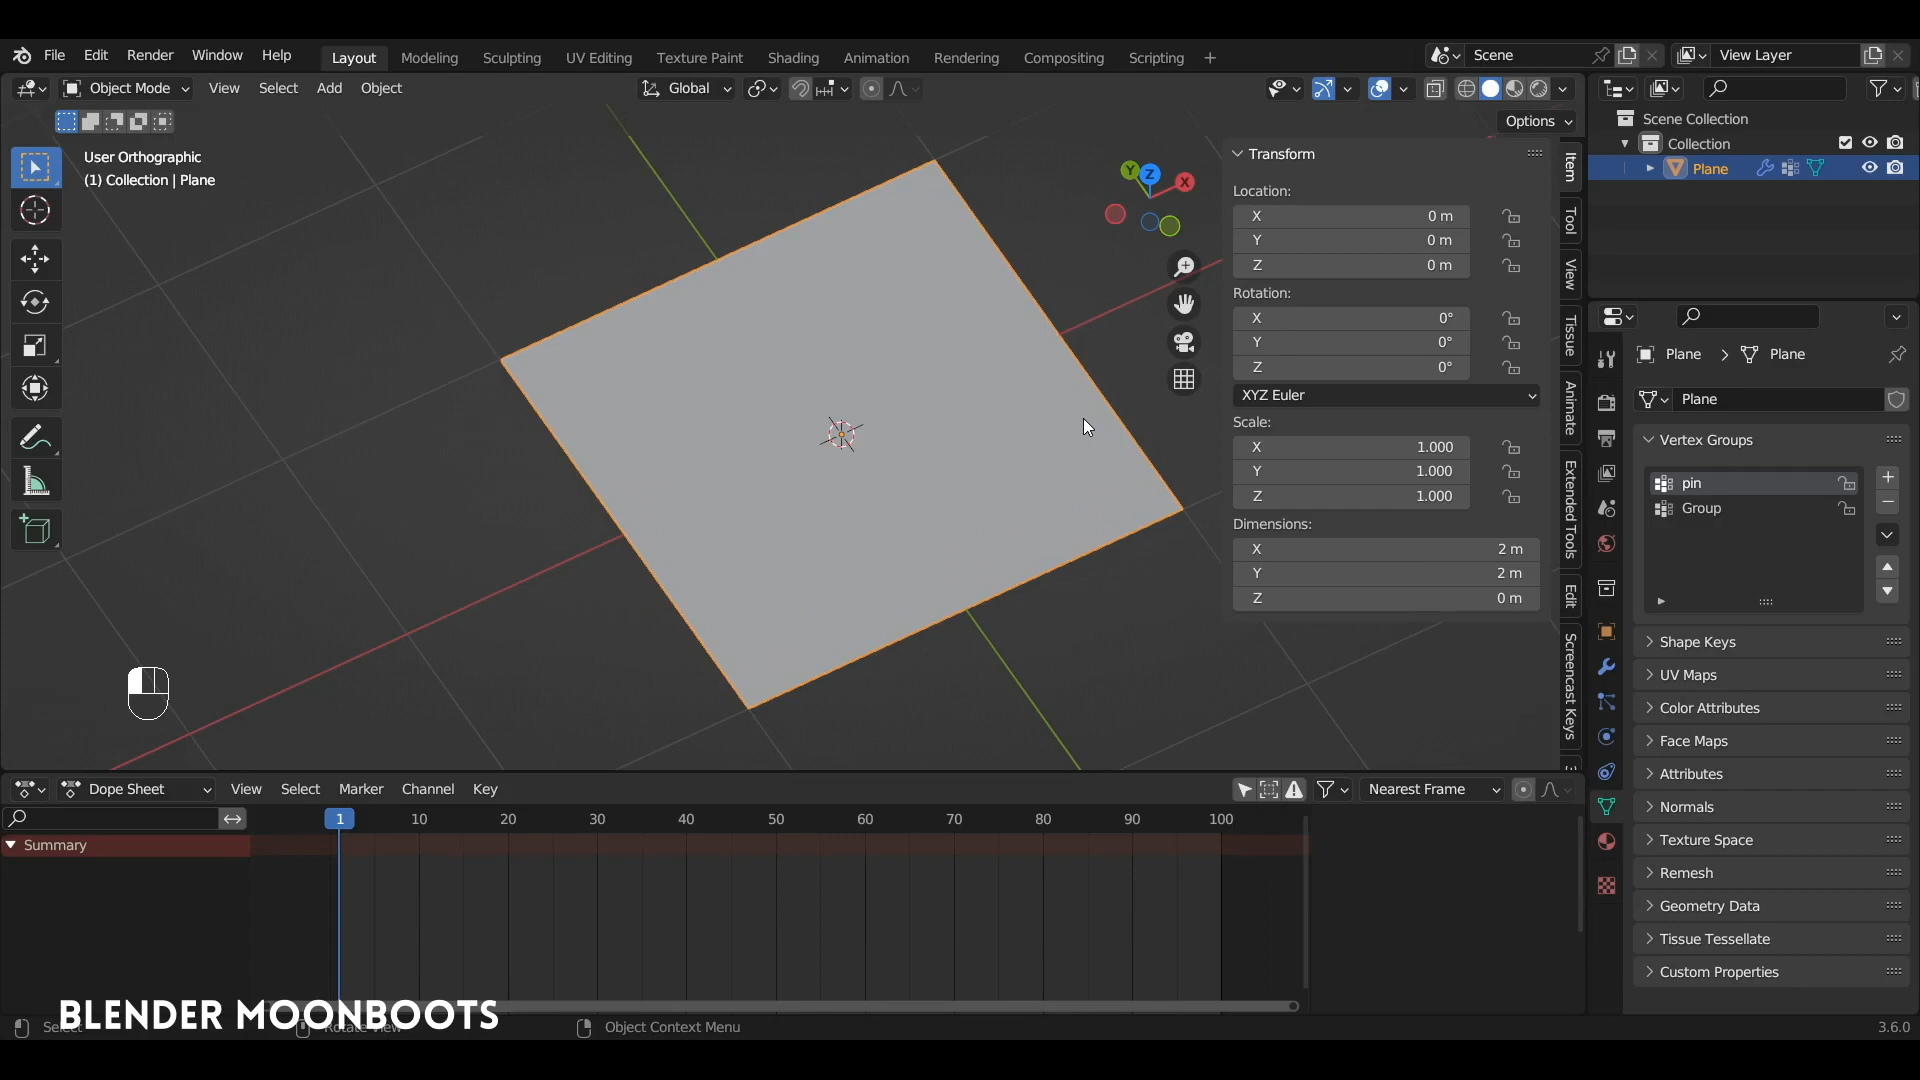 File Edit Render Window Help Layout Modeling Sculpting UV Editing Texture Paint Shading Animation Rendering Compositing Scripting + Scene View Layer
Object Mode View Select Add Object Global
Options
User Orthographic
(1) Collection | Plane
Y Z X
Transform
Location:
X 0 m
Y 0 m
Z 0 m
Rotation:
X 0°
Y 0°
Z 0°
XYZ Euler
Scale:
X 1.000
Y 1.000
Z 1.000
Dimensions:
X 2 m
Y 2 m
Z 0 m
Item
Tool
View
Tissue
Animate
Extended Tools
Edit
Screencast Keys
Scene Collection
Collection
Plane
Plane > Plane
Plane
Vertex Groups
pin
Group
Shape Keys
UV Maps
Color Attributes
Face Maps
Attributes
Normals
Texture Space
Remesh
Geometry Data
Tissue Tessellate
Custom Properties
Dope Sheet View Select Marker Channel Key Nearest Frame
1 10 20 30 40 50 60 70 80 90 100
Summary
BLENDER MOONBOOTS
Select Rotate View Object Context Menu 3.6.0